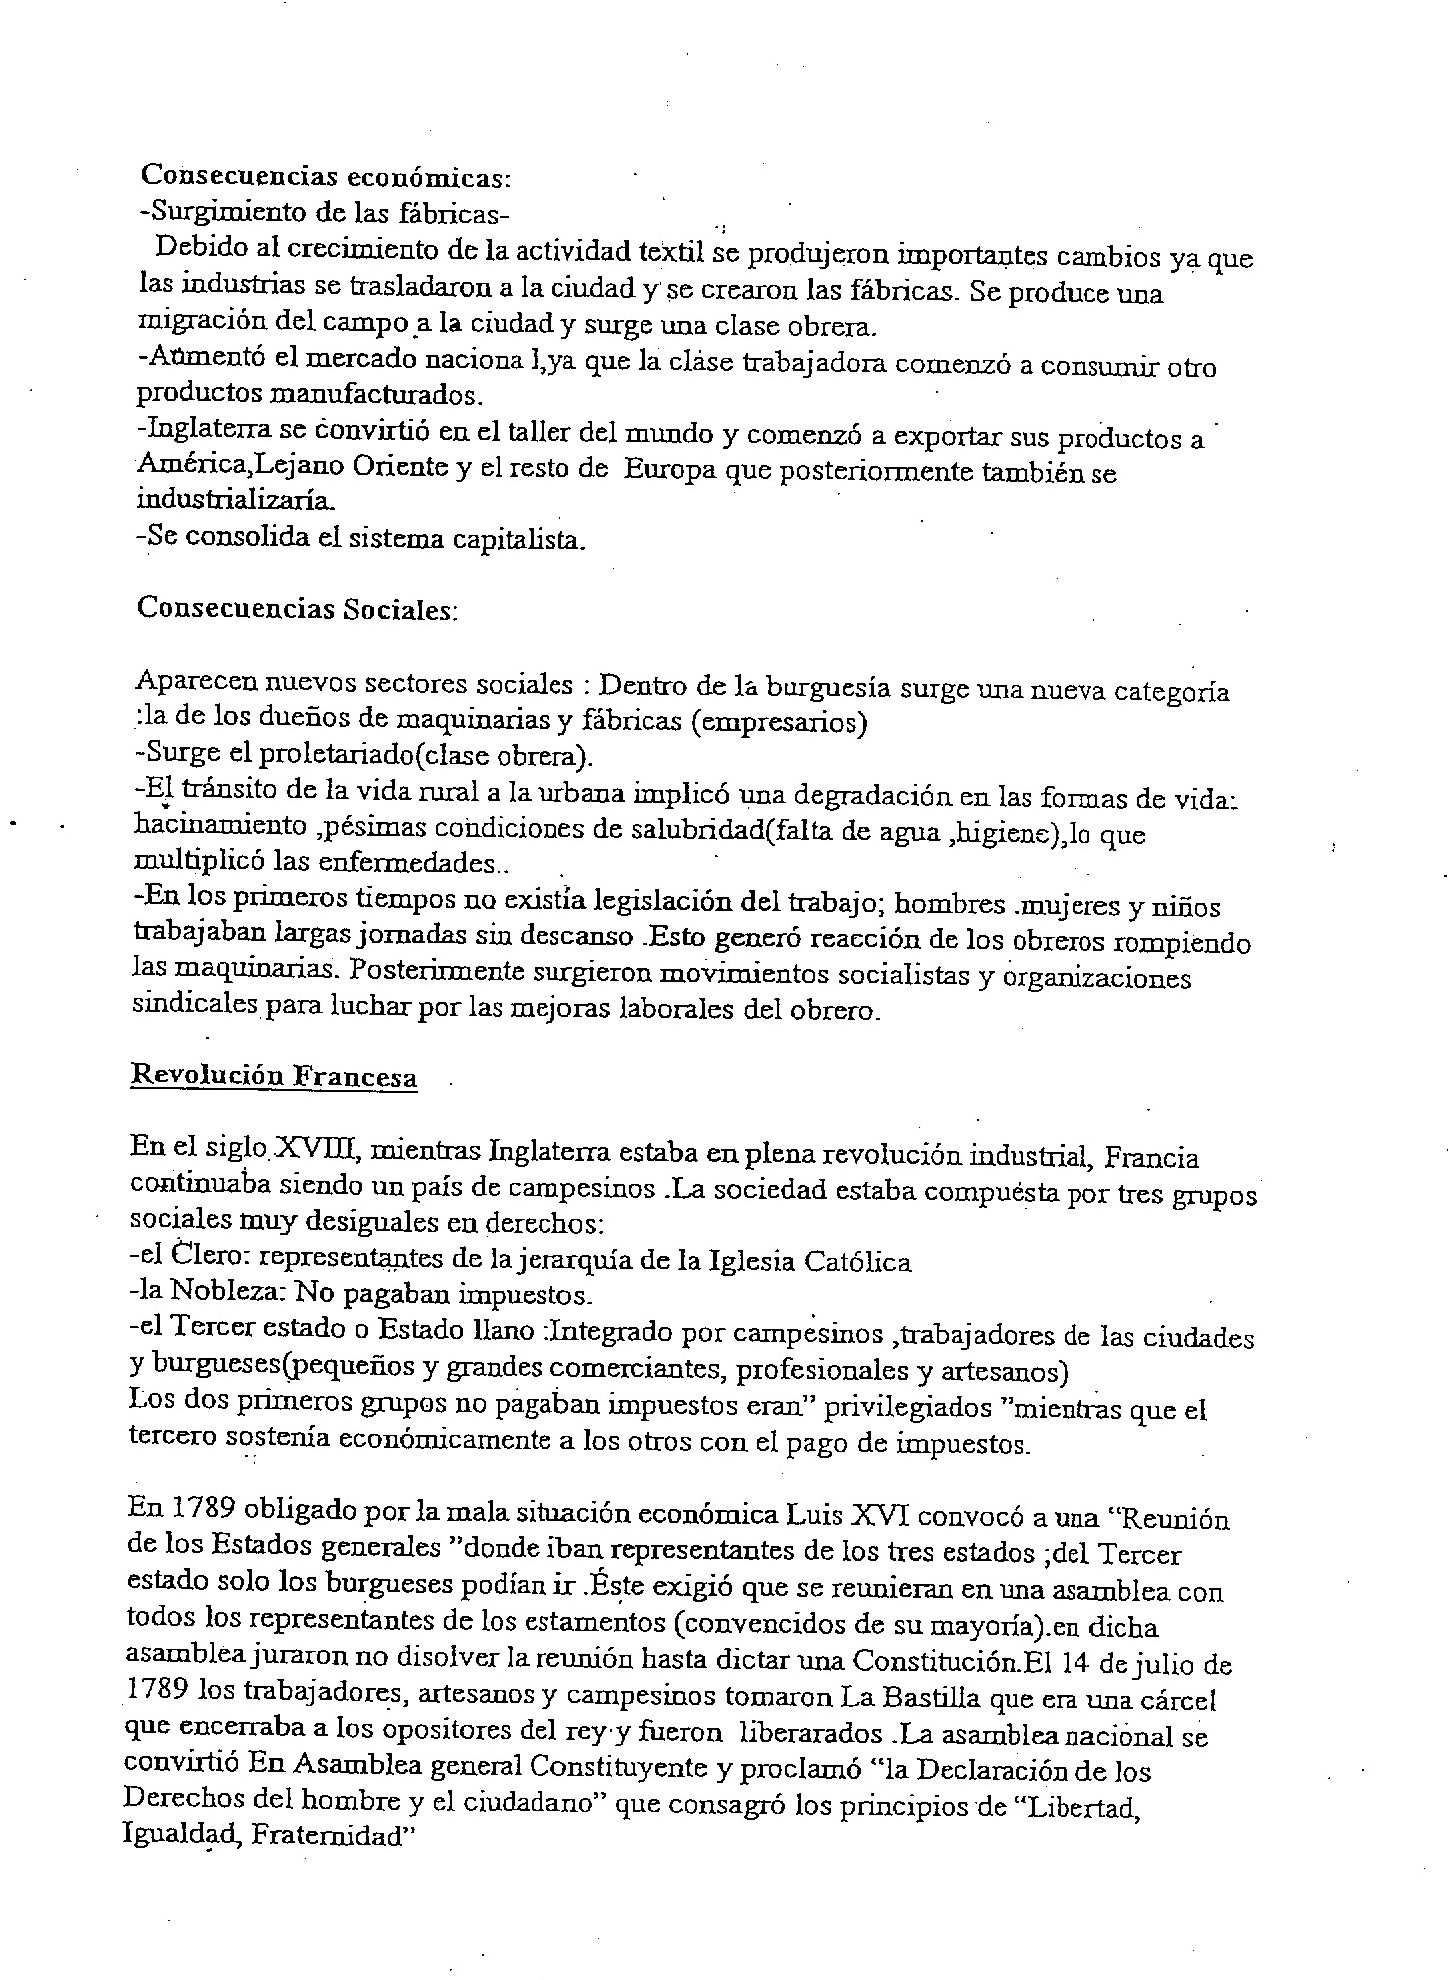 Consecuencias económicas:
-Surgimiento de las fábricas-
Debido al crecimiento de la actividad textil se produjeron importantes cambios ya que
las industrias se trasladaron a la ciudad y se crearon las fábricas. Se produce una
migración del campo a la ciudad y surge una clase obrera.
-Aumentó el mercado naciona l,ya que la clase trabajadora comenzó a consumir otro
productos manufacturados.
-Inglaterra se convirtió en el taller del mundo y comenzó a exportar sus productos a
América,Lejano Oriente y el resto de Europa que posteriormente también se
industrializaría.
-Se consolida el sistema capitalista.
Consecuencias Sociales:
Aparecen nuevos sectores sociales : Dentro de la burguesía surge una nueva categoría
:la de los dueños de maquinarias y fábricas (empresarios)
-Surge el proletariado(clase obrera).
-El tránsito de la vida rural a la urbana implicó una degradación en las formas de vida:
hacinamiento ,pésimas condiciones de salubridad(falta de agua ,higiene),lo que
multiplicó las enfermedades..
-En los primeros tiempos no existía legislación del trabajo; hombres .mujeres y niños
trabajaban largas jornadas sin descanso .Esto generó reacción de los obreros rompiendo
las maquinarias. Posterirmente surgieron movimientos socialistas y organizaciones
sindicales para luchar por las mejoras laborales del obrero.
Revolución Francesa
En el siglo XVIII, mientras Inglaterra estaba en plena revolución industrial, Francia
continuaba siendo un país de campesinos .La sociedad estaba compuesta por tres grupos
sociales muy desiguales en derechos:
-el Clero: representantes de la jerarquía de la Iglesia Católica
-la Nobleza: No pagaban impuestos.
-el Tercer estado o Estado llano :Integrado por campesinos ,trabajadores de las ciudades
y burgueses(pequeños y grandes comerciantes, profesionales y artesanos)
Los dos primeros grupos no pagaban impuestos eran” privilegiados ”mientras que el
tercero sostenía económicamente a los otros con el pago de impuestos.
En 1789 obligado por la mala situación económica Luis XVI convocó a una “Reunión
de los Estados generales ”donde iban representantes de los tres estados ;del Tercer
estado solo los burgueses podían ir .Éste exigió que se reunieran en una asamblea con
todos los representantes de los estamentos (convencidos de su mayoría).en dicha
asamblea juraron no disolver la reunión hasta dictar una Constitución.El 14 de julio de
1789 los trabajadores, artesanos y campesinos tomaron La Bastilla que era una cárcel
que encerraba a los opositores del rey y fueron liberarados .La asamblea nacional se
convirtió En Asamblea general Constituyente y proclamó “la Declaración de los
Derechos del hombre y el ciudadano” que consagró los principios de “Libertad,
Igualdad, Fraternidad”